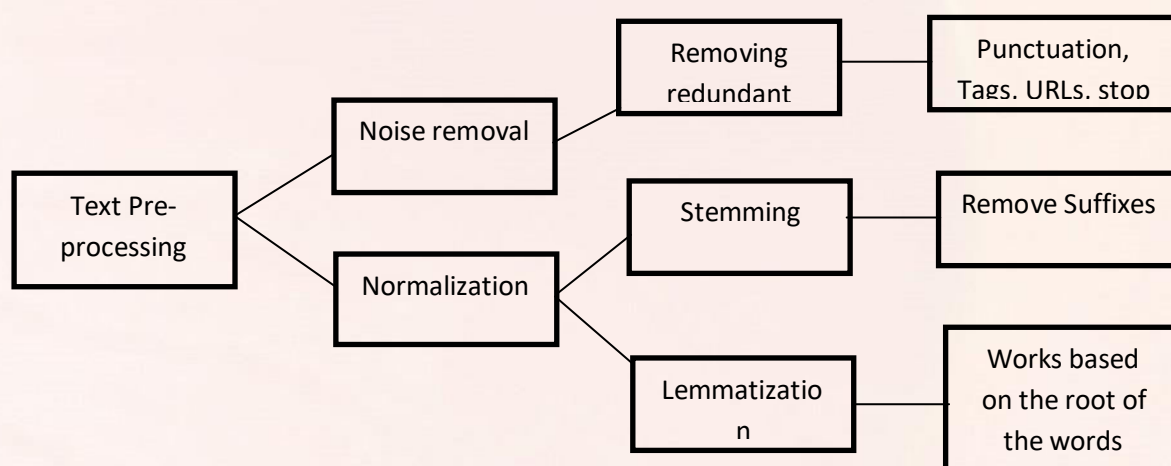 Text Pre-
processing
Noise removal
Normalization
Removing
redundant
Stemming
Lemmatizatio
n
Punctuation,
Tags, URLs, stop
Remove Suffixes
Works based
on the root of
the words